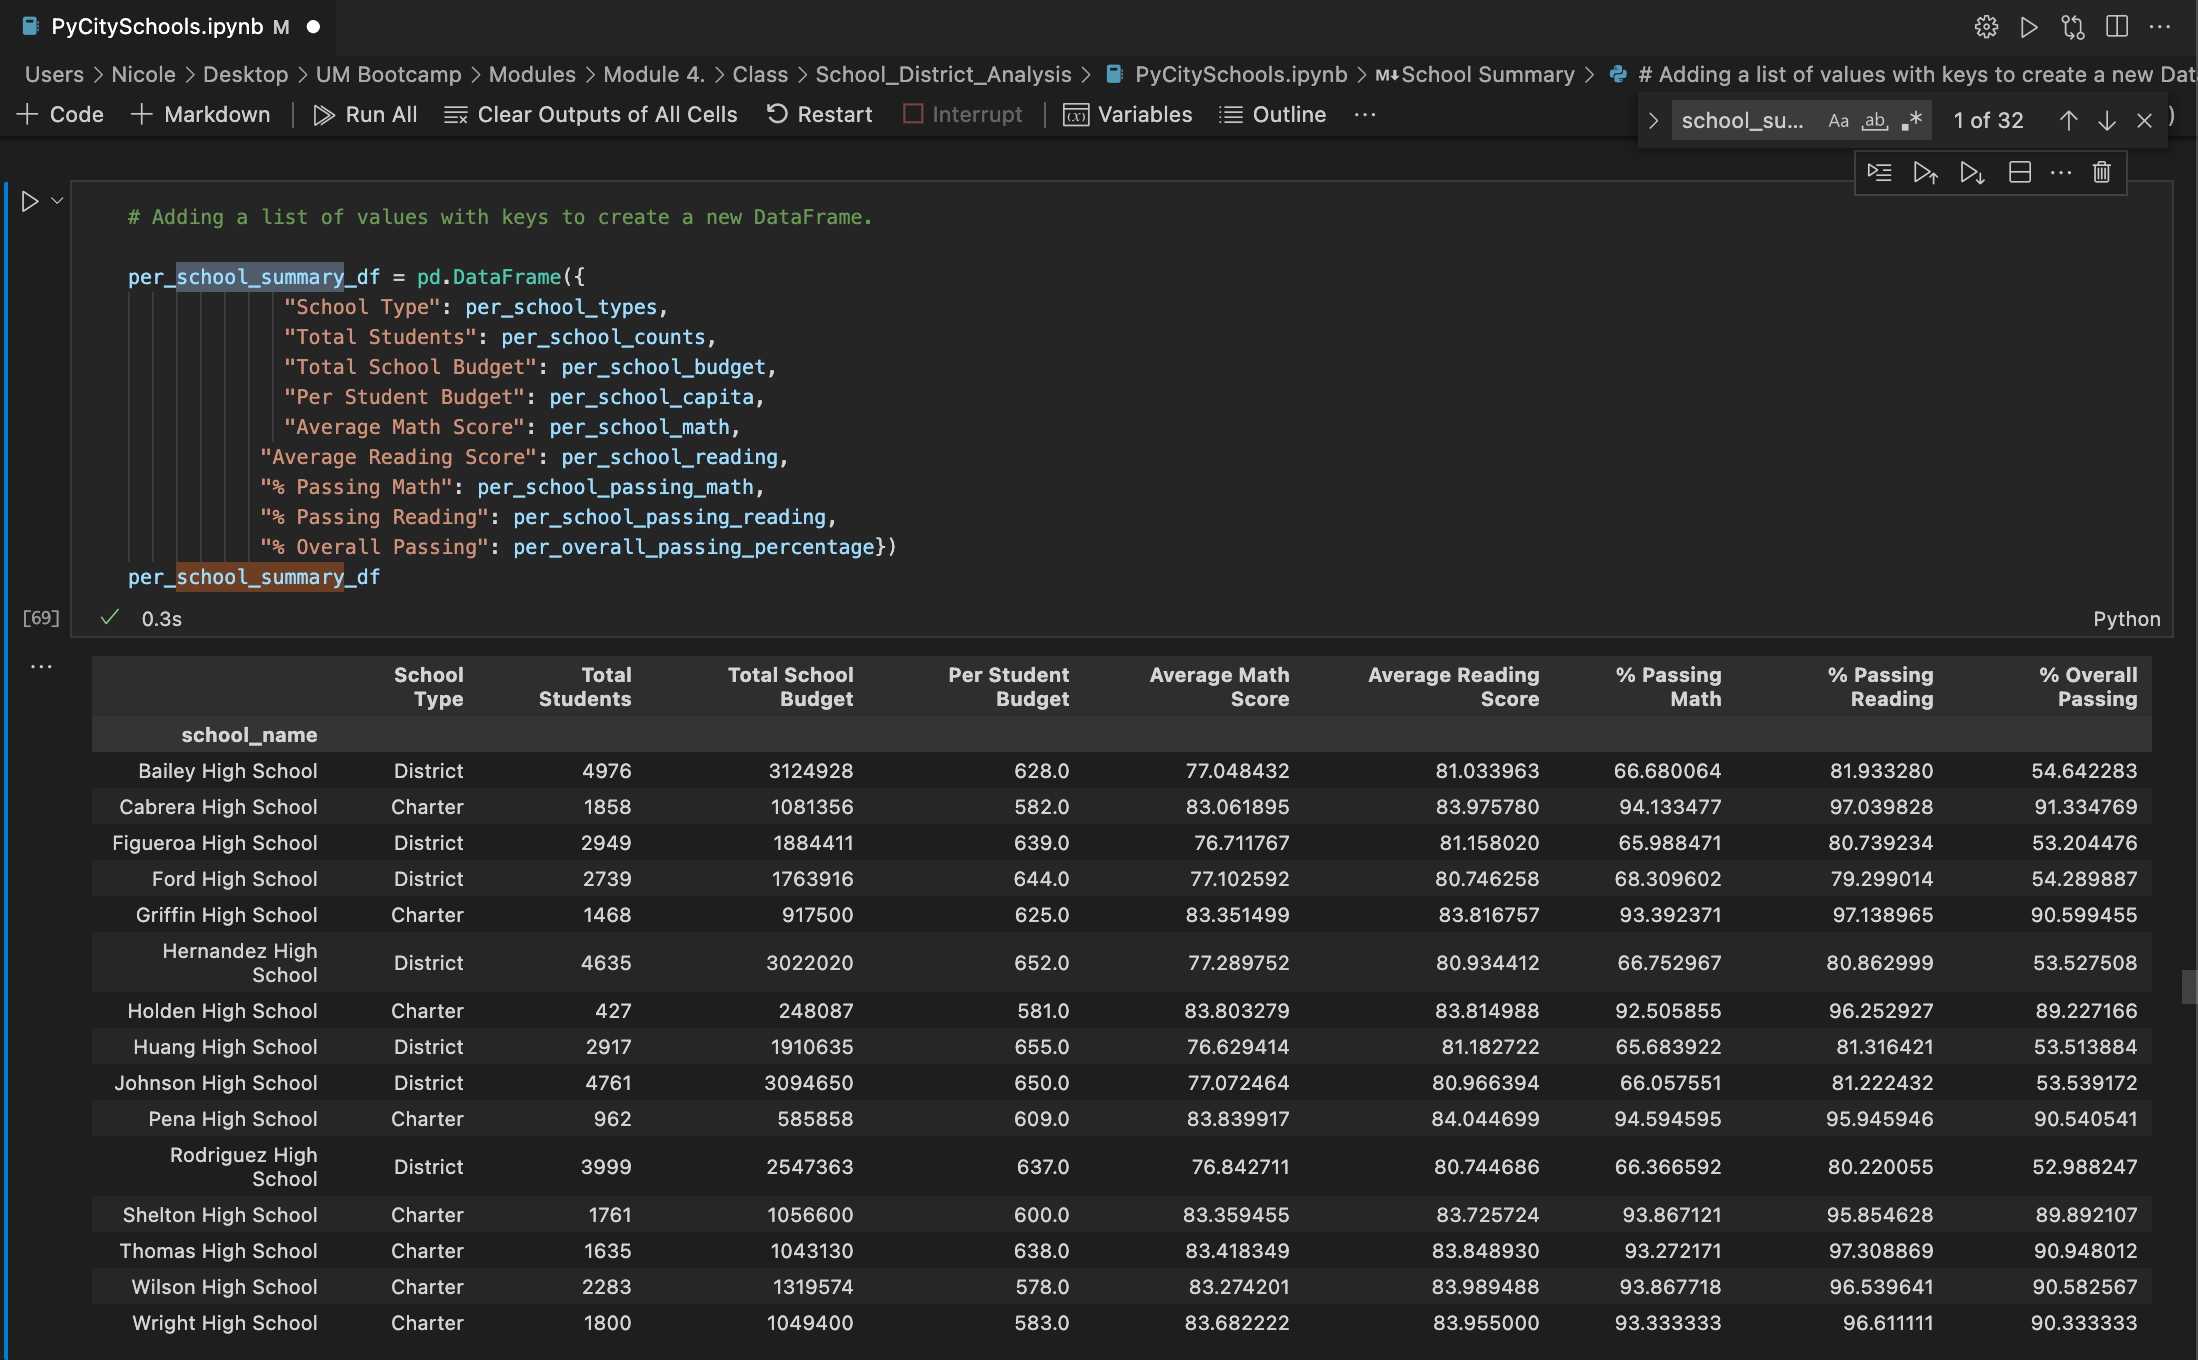 PyCitySchools.ipynb M
Users > Nicole > Desktop > UM Bootcamp > Modules > Module 4. > Class > School_District_Analysis > PyCitySchools.ipynb > M↓School Summary > # Adding a list of values with keys to create a new Dat
+ Code + Markdown | Run All Clear Outputs of All Cells Restart Interrupt | Variables Outline ...
school_su... Aa ab .* 1 of 32
# Adding a list of values with keys to create a new DataFrame.
per_school_summary_df = pd.DataFrame({
"School Type": per_school_types,
"Total Students": per_school_counts,
"Total School Budget": per_school_budget,
"Per Student Budget": per_school_capita,
"Average Math Score": per_school_math,
"Average Reading Score": per_school_reading,
"% Passing Math": per_school_passing_math,
"% Passing Reading": per_school_passing_reading,
"% Overall Passing": per_overall_passing_percentage})
per_school_summary_df
[69] ✓ 0.3s Python
School Total Total School Per Student Average Math Average Reading % Passing % Passing % Overall
Type Students Budget Budget Score Score Math Reading Passing
school_name
Bailey High School District 4976 3124928 628.0 77.048432 81.033963 66.680064 81.933280 54.642283
Cabrera High School Charter 1858 1081356 582.0 83.061895 83.975780 94.133477 97.039828 91.334769
Figueroa High School District 2949 1884411 639.0 76.711767 81.158020 65.988471 80.739234 53.204476
Ford High School District 2739 1763916 644.0 77.102592 80.746258 68.309602 79.299014 54.289887
Griffin High School Charter 1468 917500 625.0 83.351499 83.816757 93.392371 97.138965 90.599455
Hernandez High
School District 4635 3022020 652.0 77.289752 80.934412 66.752967 80.862999 53.527508
Holden High School Charter 427 248087 581.0 83.803279 83.814988 92.505855 96.252927 89.227166
Huang High School District 2917 1910635 655.0 76.629414 81.182722 65.683922 81.316421 53.513884
Johnson High School District 4761 3094650 650.0 77.072464 80.966394 66.057551 81.222432 53.539172
Pena High School Charter 962 585858 609.0 83.839917 84.044699 94.594595 95.945946 90.540541
Rodriguez High
School District 3999 2547363 637.0 76.842711 80.744686 66.366592 80.220055 52.988247
Shelton High School Charter 1761 1056600 600.0 83.359455 83.725724 93.867121 95.854628 89.892107
Thomas High School Charter 1635 1043130 638.0 83.418349 83.848930 93.272171 97.308869 90.948012
Wilson High School Charter 2283 1319574 578.0 83.274201 83.989488 93.867718 96.539641 90.582567
Wright High School Charter 1800 1049400 583.0 83.682222 83.955000 93.333333 96.611111 90.333333